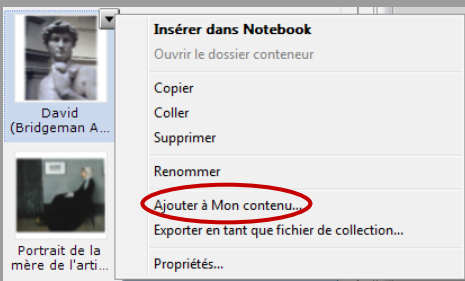 David
(Bridgeman A...
Portrait de la
mère de l'arti...
Insérer dans Notebook
Ouvrir le dossier conteneur
Copier
Coller
Supprimer
Renommer
Ajouter à Mon contenu...
Exporter en tant que fichier de collection...
Propriétés...